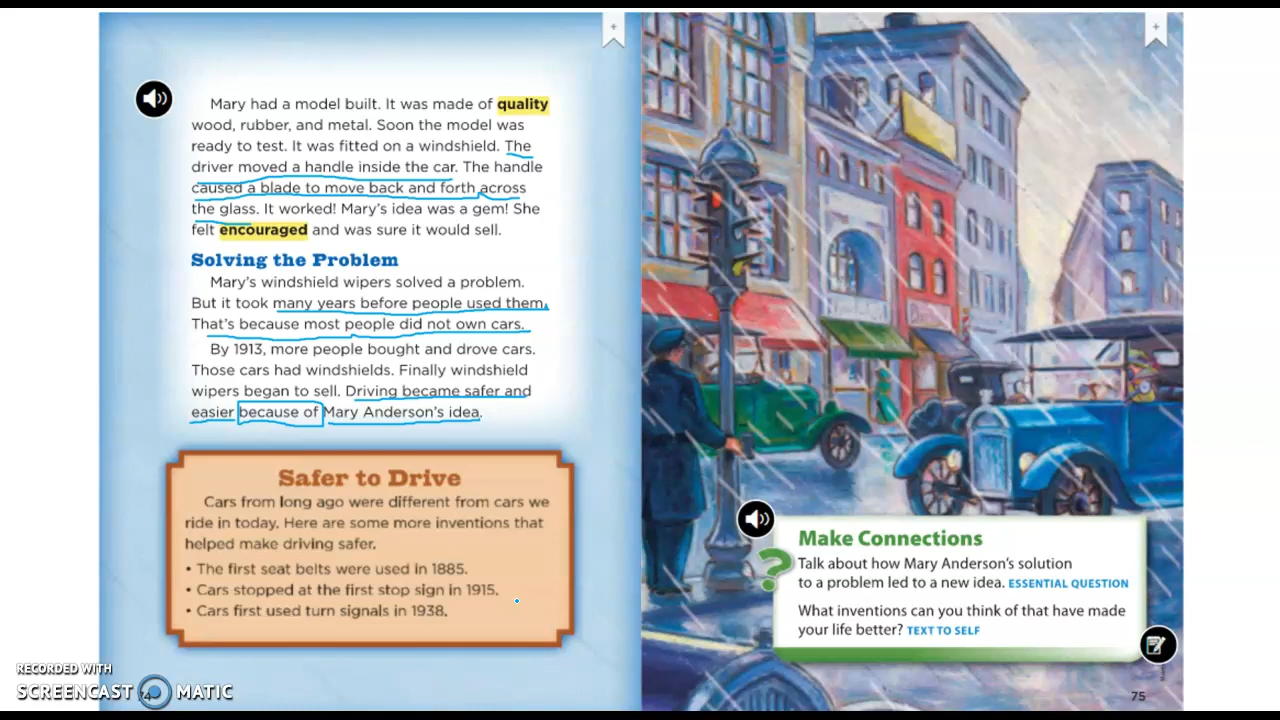 Mary had a model built. It was made of quality
wood, rubber, and metal. Soon the model was
ready to test. It was fitted on a windshield. The
driver moved a handle inside the car. The handle
caused a blade to move back and forth across
the glass. It worked! Mary's idea was a gem! She
felt encouraged and was sure it would sell.
Solving the Problem
Mary's windshield wipers solved a problem.
But it took many years before people used them.
That's because most people did not own cars.
By 1913, more people bought and drove cars.
Those cars had windshields. Finally windshield
wipers began to sell. Driving became safer and
easier because of Mary Anderson's idea.
Safer to Drive
Cars from long ago were different from cars we
ride in today. Here are some more inventions that
helped make driving safer.
• The first seat belts were used in 1885.
• Cars stopped at the first stop sign in 1915.
• Cars first used turn signals in 1938.
Make Connections
Talk about how Mary Anderson's solution
to a problem led to a new idea. ESSENTIAL QUESTION
What inventions can you think of that have made
your life better? TEXT TO SELF
75
RECORDED WITH
SCREENCAST MATIC